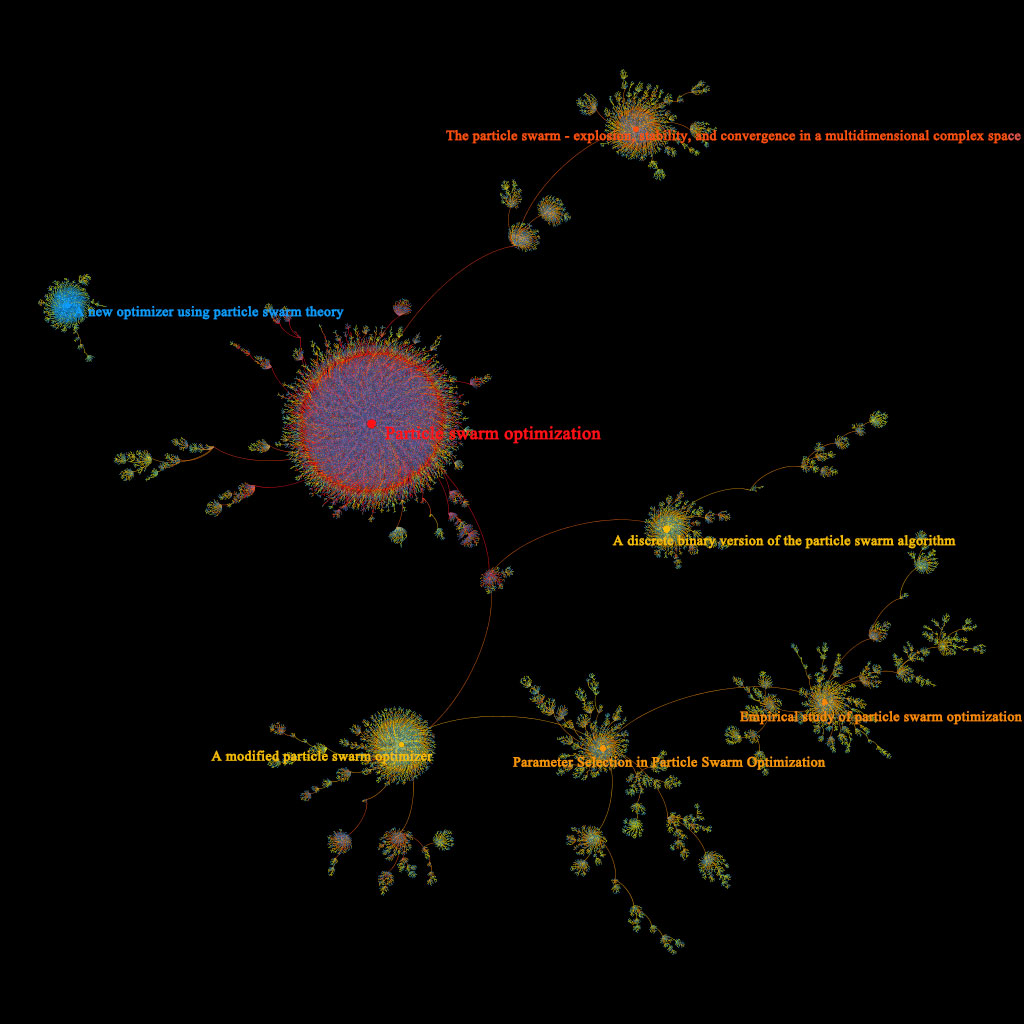 The particle swarm - explosion, stability, and convergence in a multidimensional complex space
new optimizer using particle swarm theory
Particle swarm optimization
A discrete binary version of the particle swarm algorithm
Empirical study of particle swarm optimization
A modified particle swarm optimizer
Parameter Selection in Particle Swarm Optimization